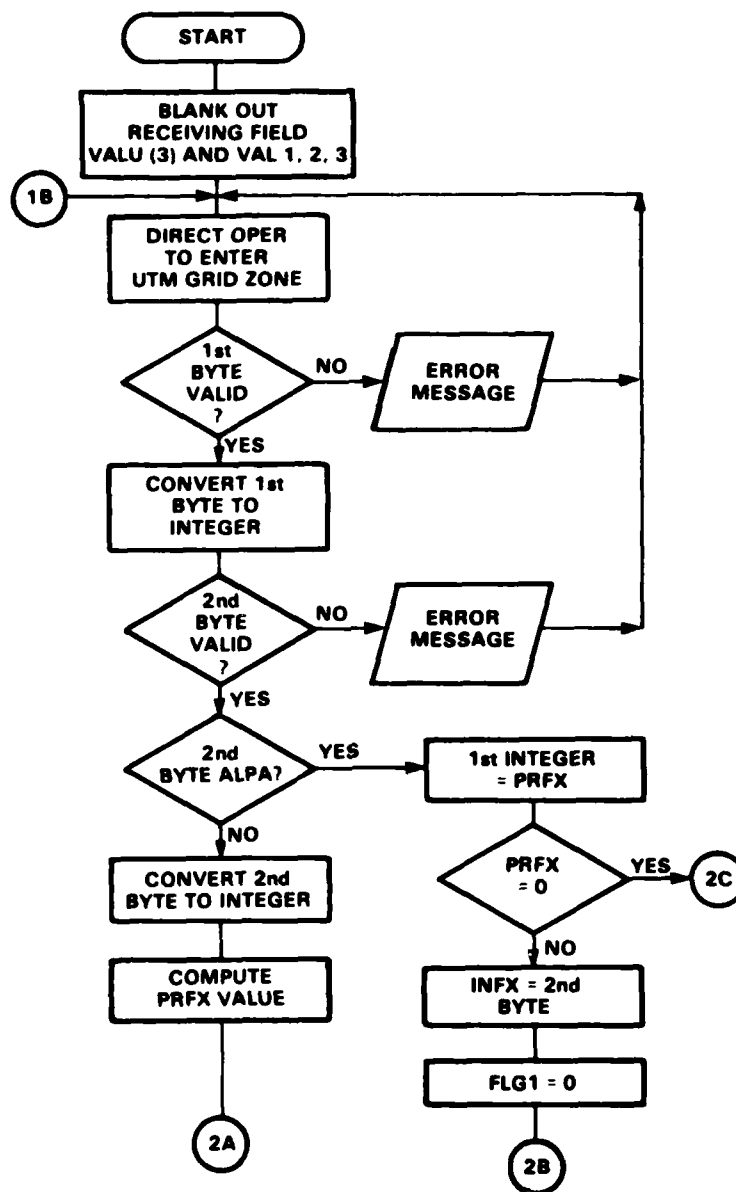 START
BLANK OUT
RECEIVING FIELD
VALU (3) AND VAL 1, 2, 3
1B
DIRECT OPER
TO ENTER
UTM GRID ZONE
1st
BYTE
VALID
?
NO
ERROR
MESSAGE
YES
CONVERT 1st
BYTE TO
INTEGER
2nd
BYTE
VALID
?
NO
ERROR
MESSAGE
YES
2nd
BYTE ALPA?
YES
1st INTEGER
= PRFX
NO
PRFX
= 0
YES
2C
CONVERT 2nd
BYTE TO INTEGER
NO
COMPUTE
PRFX VALUE
INFX = 2nd
BYTE
FLG1 = 0
2A
2B